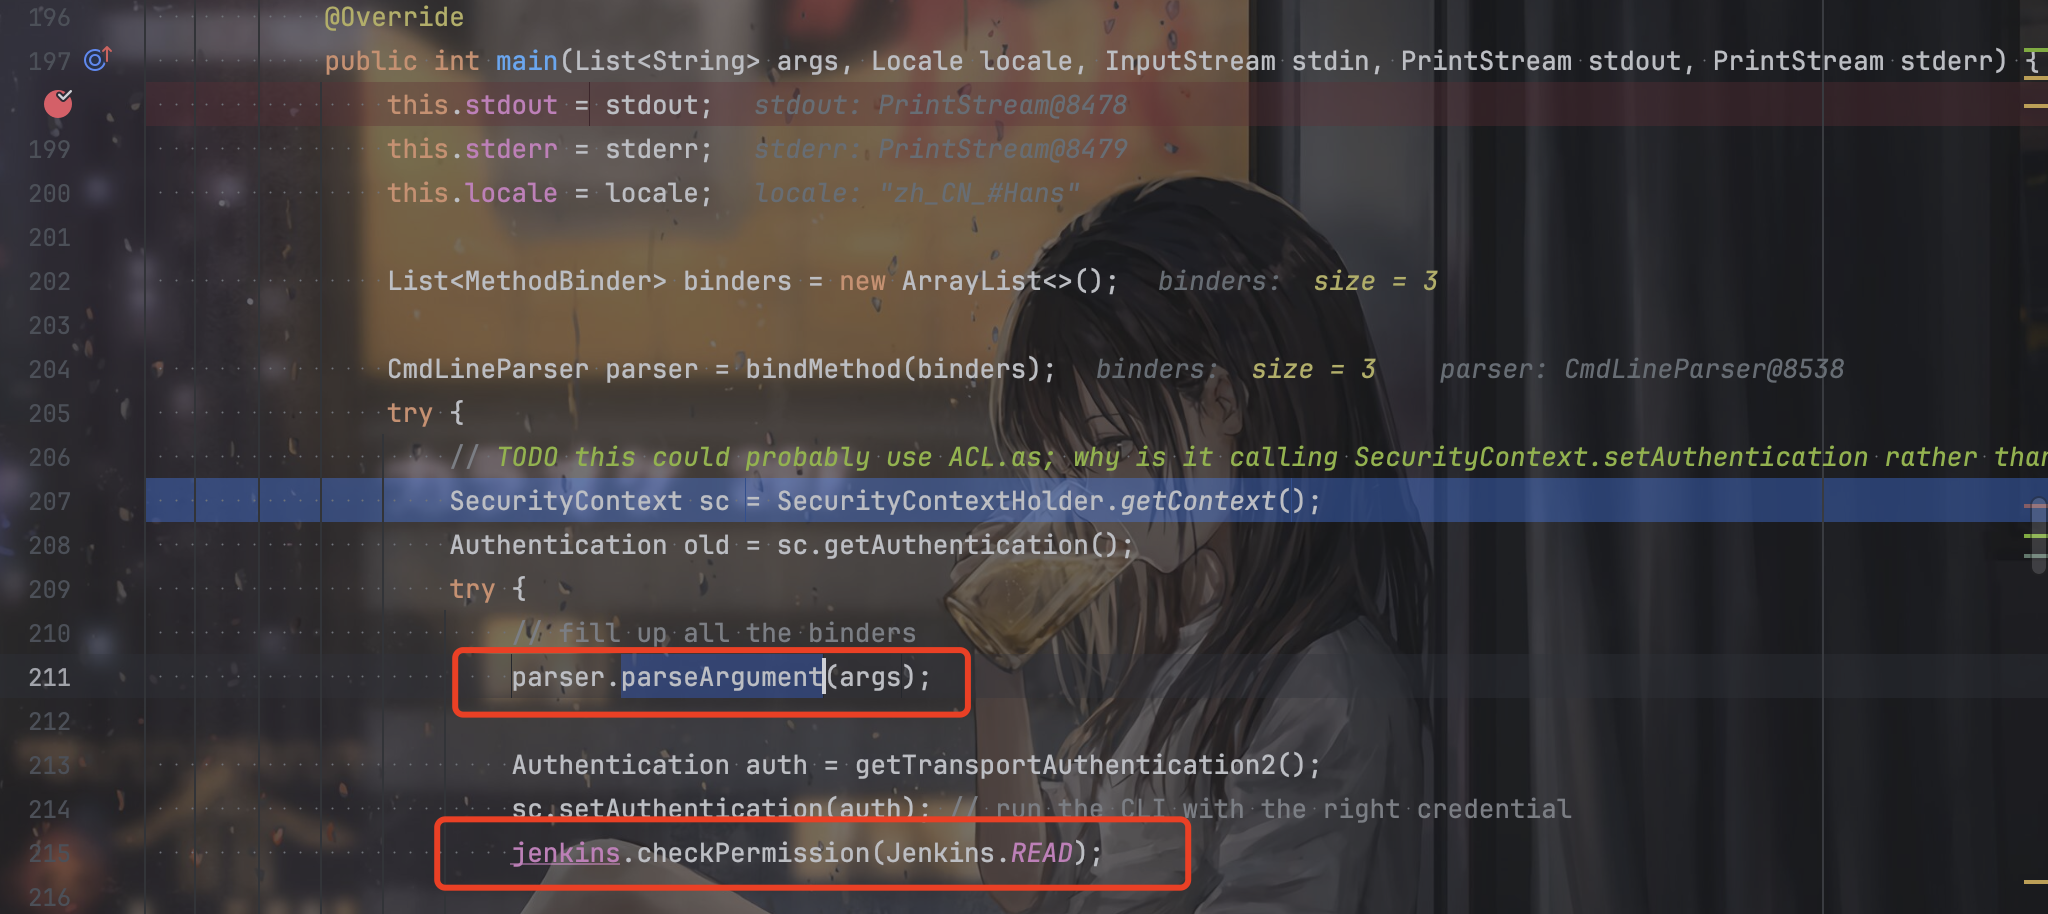 196 @Override
197 public int main(List<String> args, Locale locale, InputStream stdin, PrintStream stdout, PrintStream stderr) {
this.stdout = stdout; stdout: PrintStream@8478
199 this.stderr = stderr; stderr: PrintStream@8479
200 this.locale = locale; locale: "zh_CN_#Hans"
201
202 List<MethodBinder> binders = new ArrayList<>(); binders: size = 3
203
204 CmdLineParser parser = bindMethod(binders); binders: size = 3 parser: CmdLineParser@8538
205 try {
206 // TODO this could probably use ACL.as; why is it calling SecurityContext.setAuthentication rather than
207 SecurityContext sc = SecurityContextHolder.getContext();
208 Authentication old = sc.getAuthentication();
209 try {
210 // fill up all the binders
211 parser.parseArgument(args);
212
213 Authentication auth = getTransportAuthentication2();
214 sc.setAuthentication(auth); // run the CLI with the right credential
215 jenkins.checkPermission(Jenkins.READ);
216